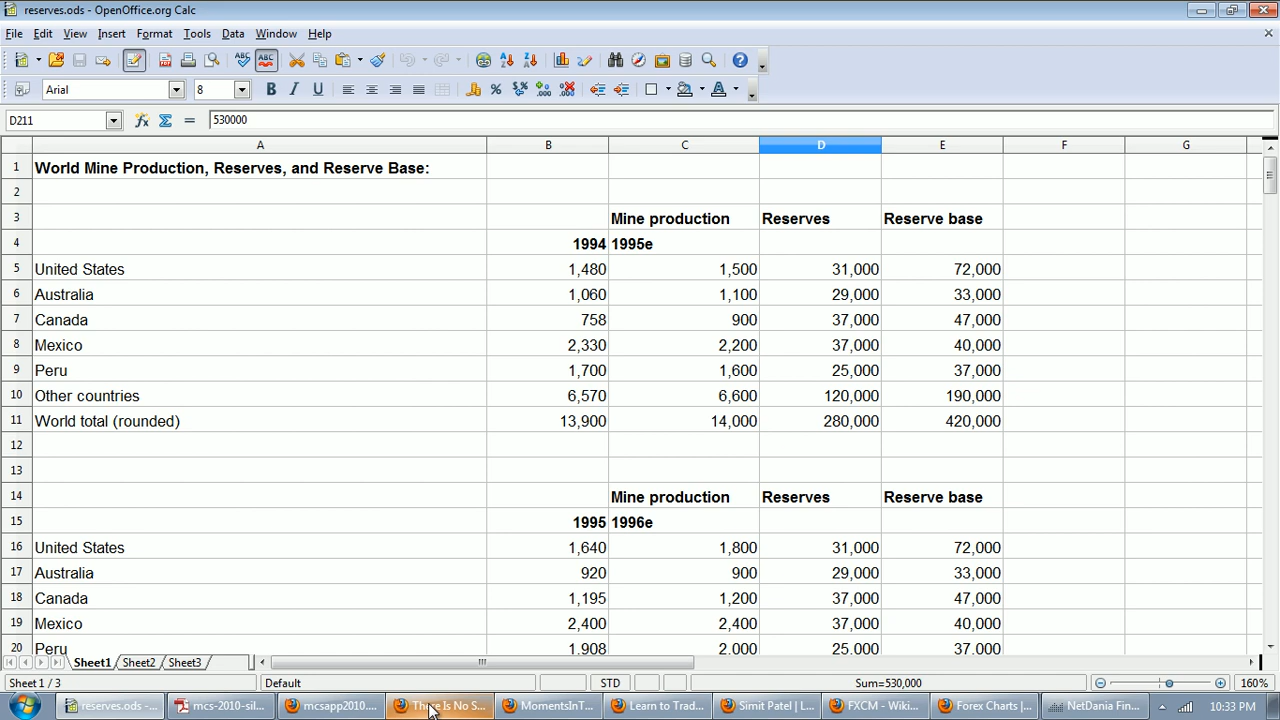 reserves.ods - OpenOffice.org Calc
File Edit View Insert Format Tools Data Window Help
Arial 8
D211 530000
A B C D E F G
1 World Mine Production, Reserves, and Reserve Base:
2
3 Mine production Reserves Reserve base
4 1994 1995e
5 United States 1,480 1,500 31,000 72,000
6 Australia 1,060 1,100 29,000 33,000
7 Canada 758 900 37,000 47,000
8 Mexico 2,330 2,200 37,000 40,000
9 Peru 1,700 1,600 25,000 37,000
10 Other countries 6,570 6,600 120,000 190,000
11 World total (rounded) 13,900 14,000 280,000 420,000
12
13
14 Mine production Reserves Reserve base
15 1995 1996e
16 United States 1,640 1,800 31,000 72,000
17 Australia 920 900 29,000 33,000
18 Canada 1,195 1,200 37,000 47,000
19 Mexico 2,400 2,400 37,000 40,000
20 Peru 1,908 2,000 25,000 37,000
Sheet1 Sheet2 Sheet3
Sheet 1 / 3 Default STD Sum=530,000 160%
reserves.ods -... mcs-2010-sil... mcsapp2010.... There Is No S... MomentsInT... Learn to Trad... Simit Patel | L... FXCM - Wiki... Forex Charts |... NetDania Fin... 10:33 PM